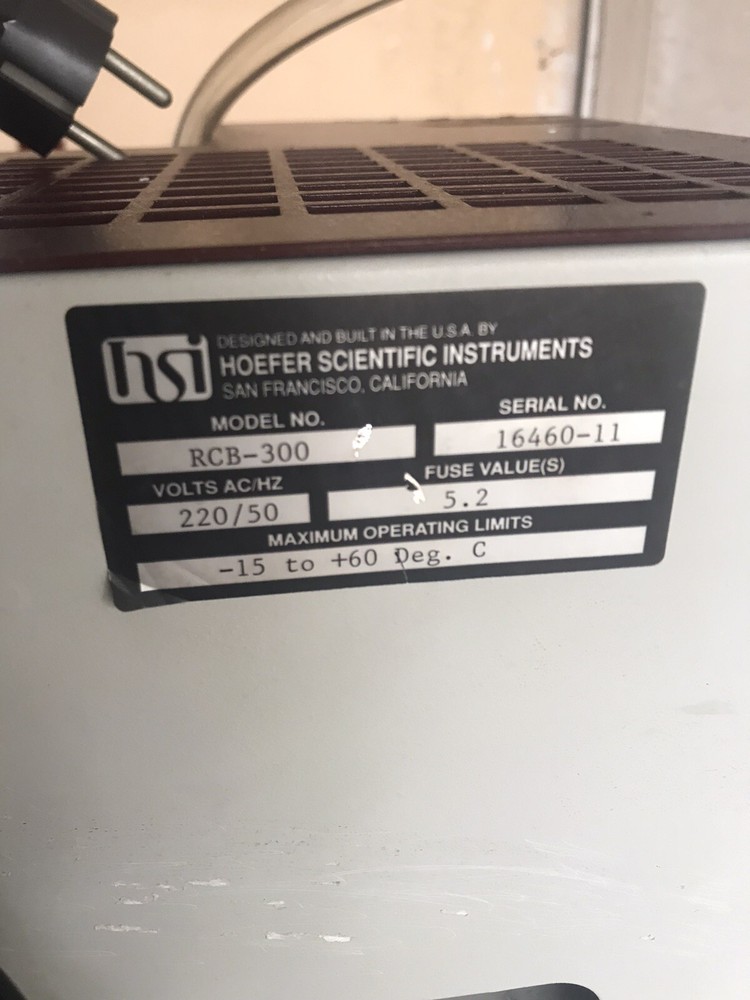 hsi
DESIGNED AND BUILT IN THE U.S.A. BY
HOEFER SCIENTIFIC INSTRUMENTS
SAN FRANCISCO, CALIFORNIA
MODEL NO. SERIAL NO.
RCB-300 16460-11
VOLTS AC/HZ FUSE VALUE(S)
220/50 5.2
MAXIMUM OPERATING LIMITS
-15 to +60 Deg. C